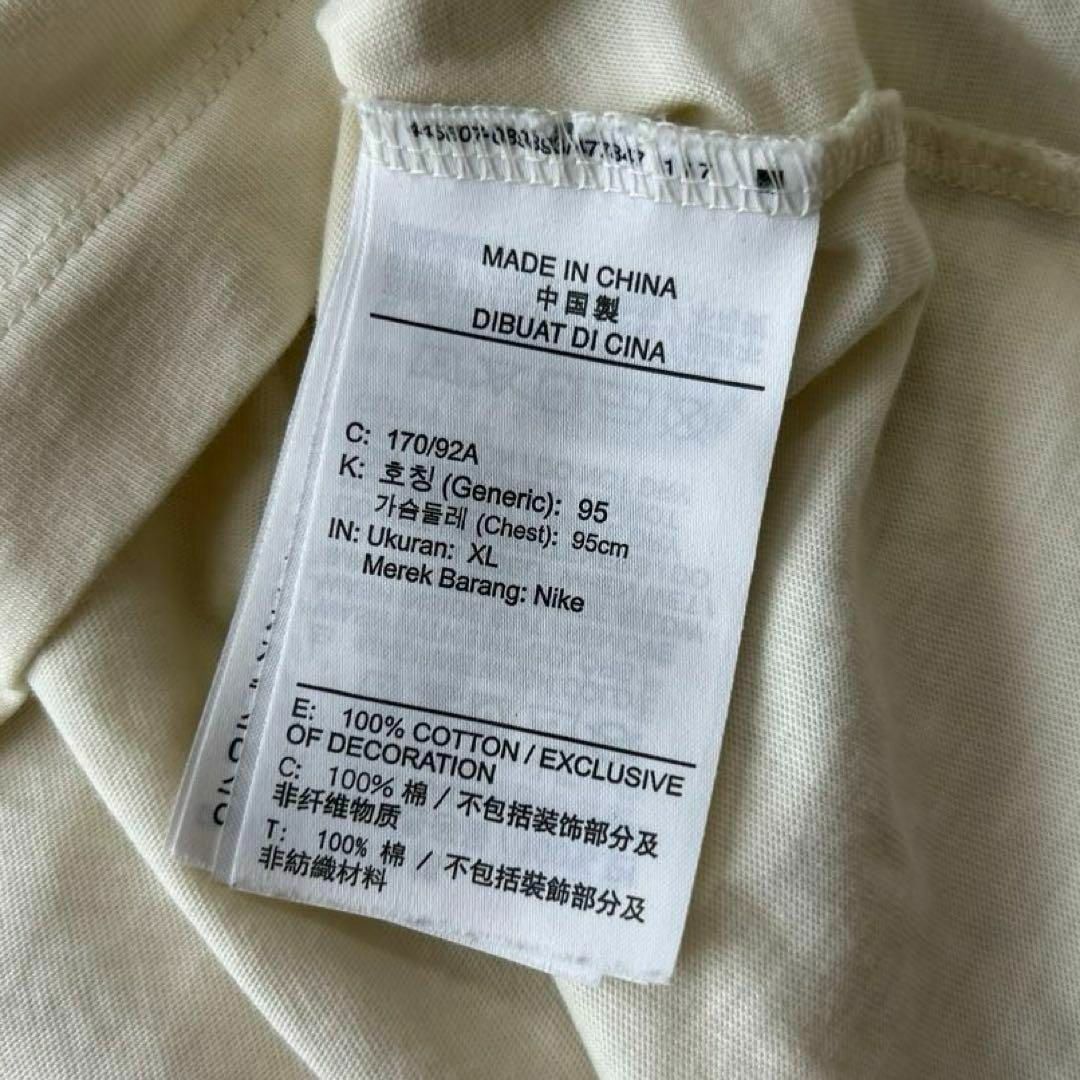 MADE IN CHINA
中国製
DIBUAT DI CINA
C: 170/92A
K: 호칭 (Generic): 95
가슴둘레 (Chest): 95cm
IN: Ukuran: XL
Merek Barang: Nike
E: 100% COTTON / EXCLUSIVE
OF DECORATION
C: 100% 棉 / 不包括装饰部分及
非纤维物质
T: 100% 棉 / 不包括裝飾部分及
非紡織材料